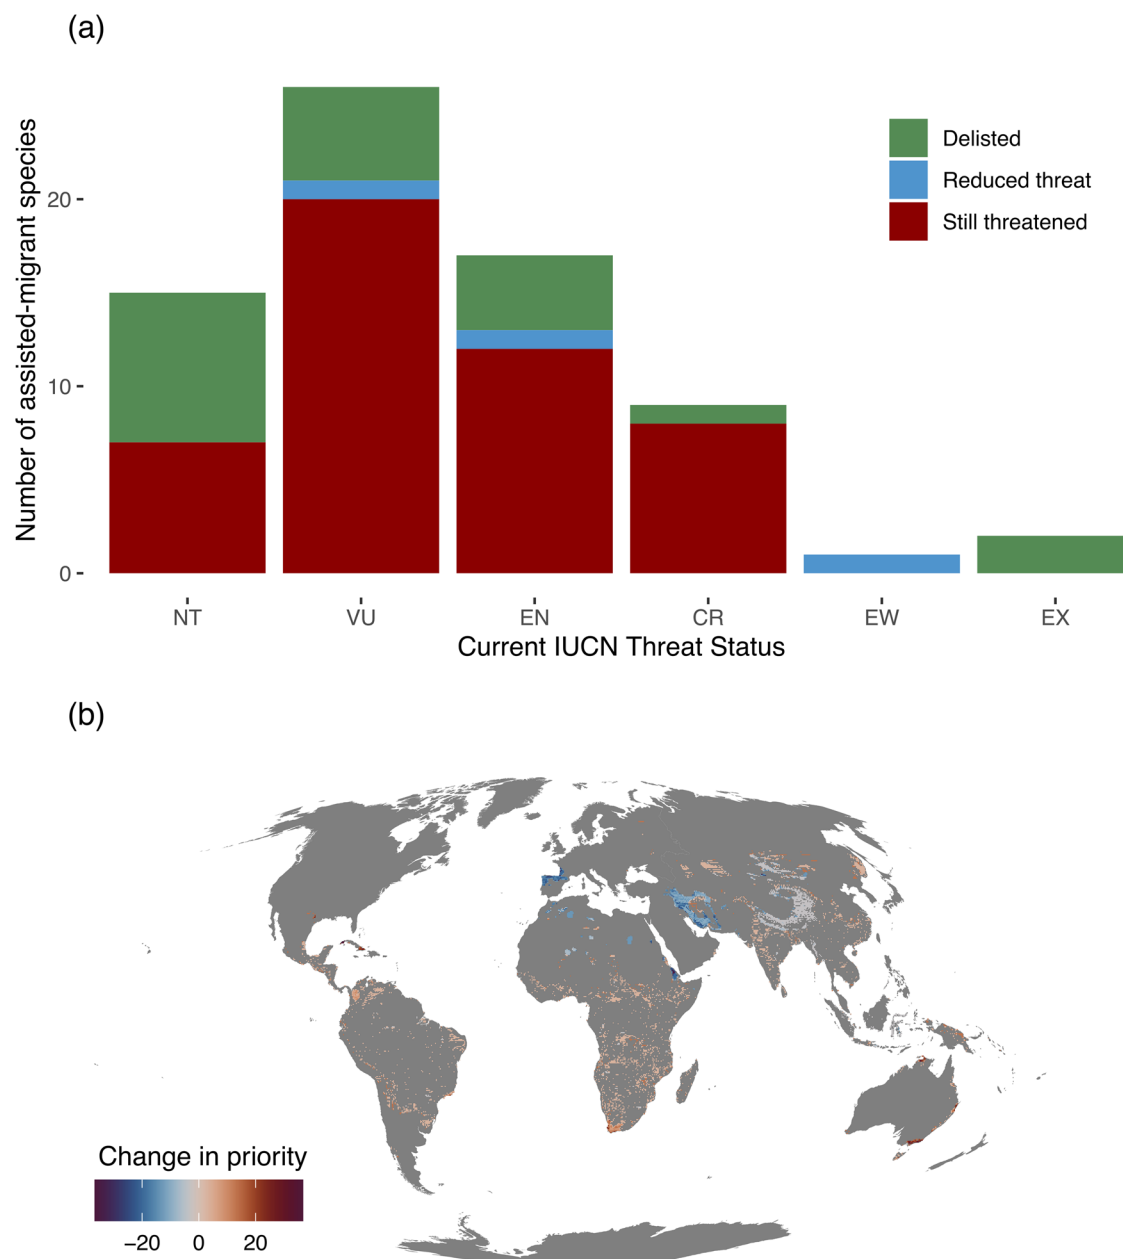 (a)
Number of assisted-migrant species
20
10
0
Delisted
Reduced threat
Still threatened
NT VU EN CR EW EX
Current IUCN Threat Status
(b)
Change in priority
−20 0 20